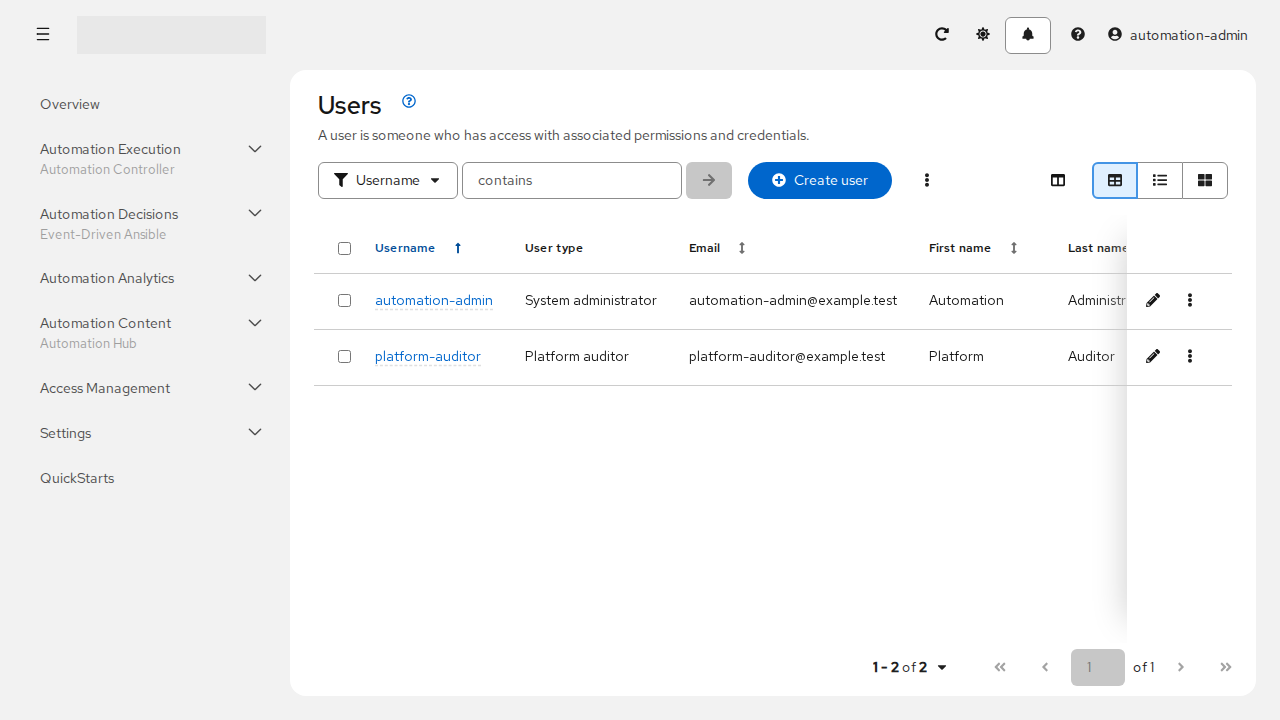 automation-admin
Overview
Automation Execution
Automation Controller
Automation Decisions
Event-Driven Ansible
Automation Analytics
Automation Content
Automation Hub
Access Management
Settings
QuickStarts
Users
A user is someone who has access with associated permissions and credentials.
Username contains Create user
Username User type Email First name Last name
automation-admin System administrator automation-admin@example.test Automation Administr
platform-auditor Platform auditor platform-auditor@example.test Platform Auditor
1 - 2 of 2 1 of 1